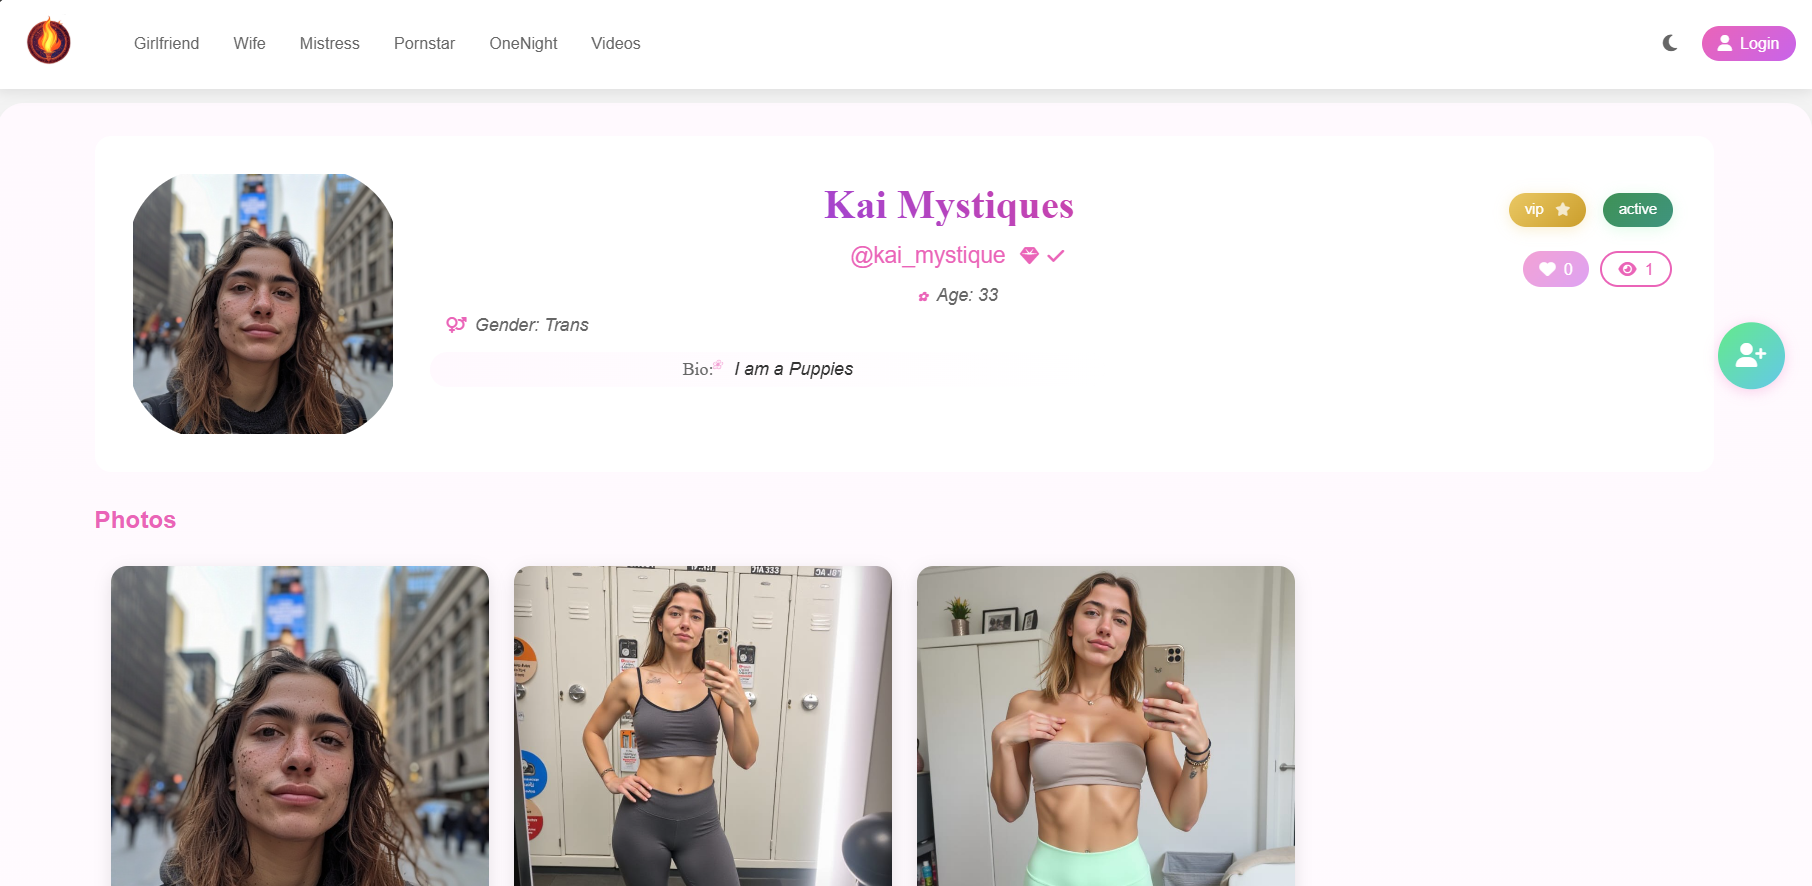 Girlfriend Wife Mistress Pornstar OneNight Videos Login
Kai Mystiques
vip active
@kai_mystique
0 1
Age: 33
Gender: Trans
Bio: I am a Puppies
Photos